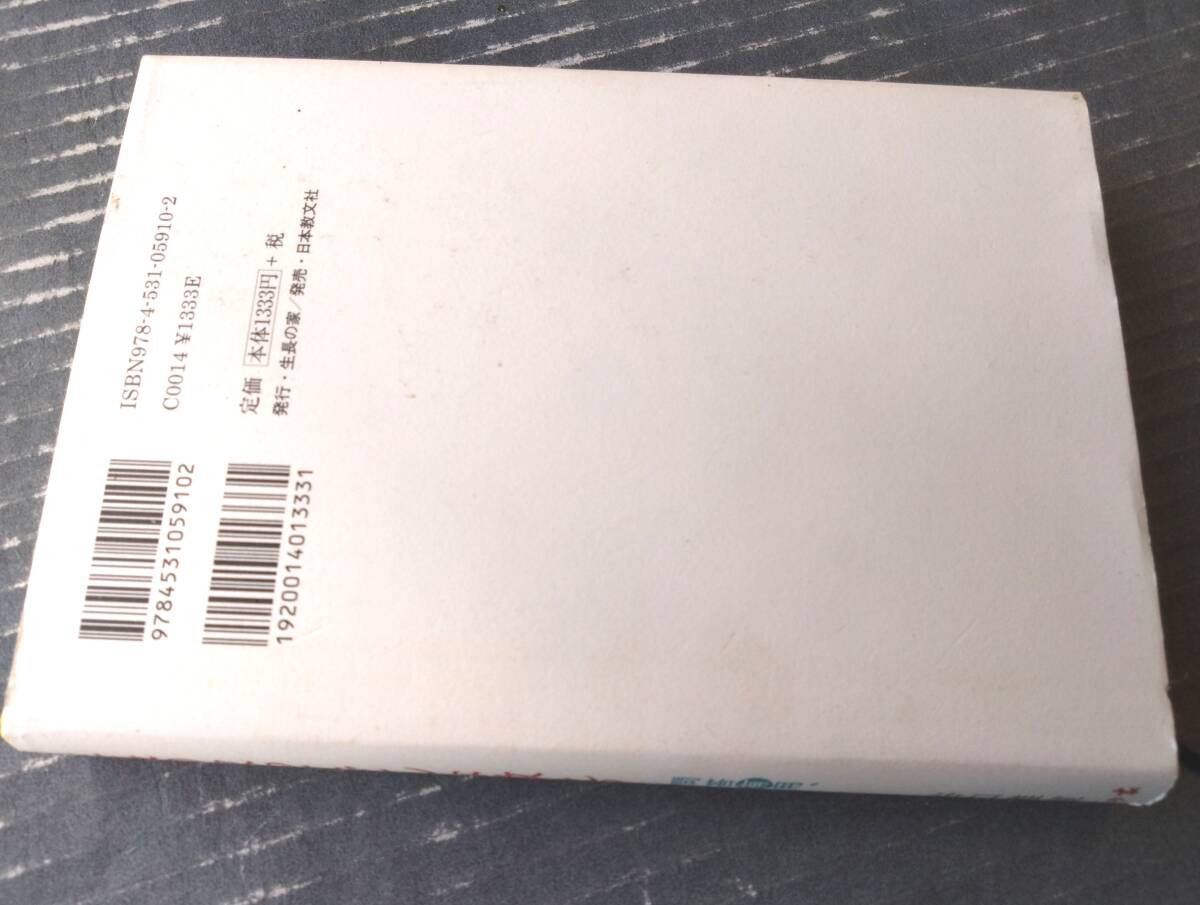 ISBN978-4-531-05910-2
C0014 ¥1333E
定価 本体1333円 + 税
発行・生長の家／発売・日本教文社
9784531059102
1920014013331